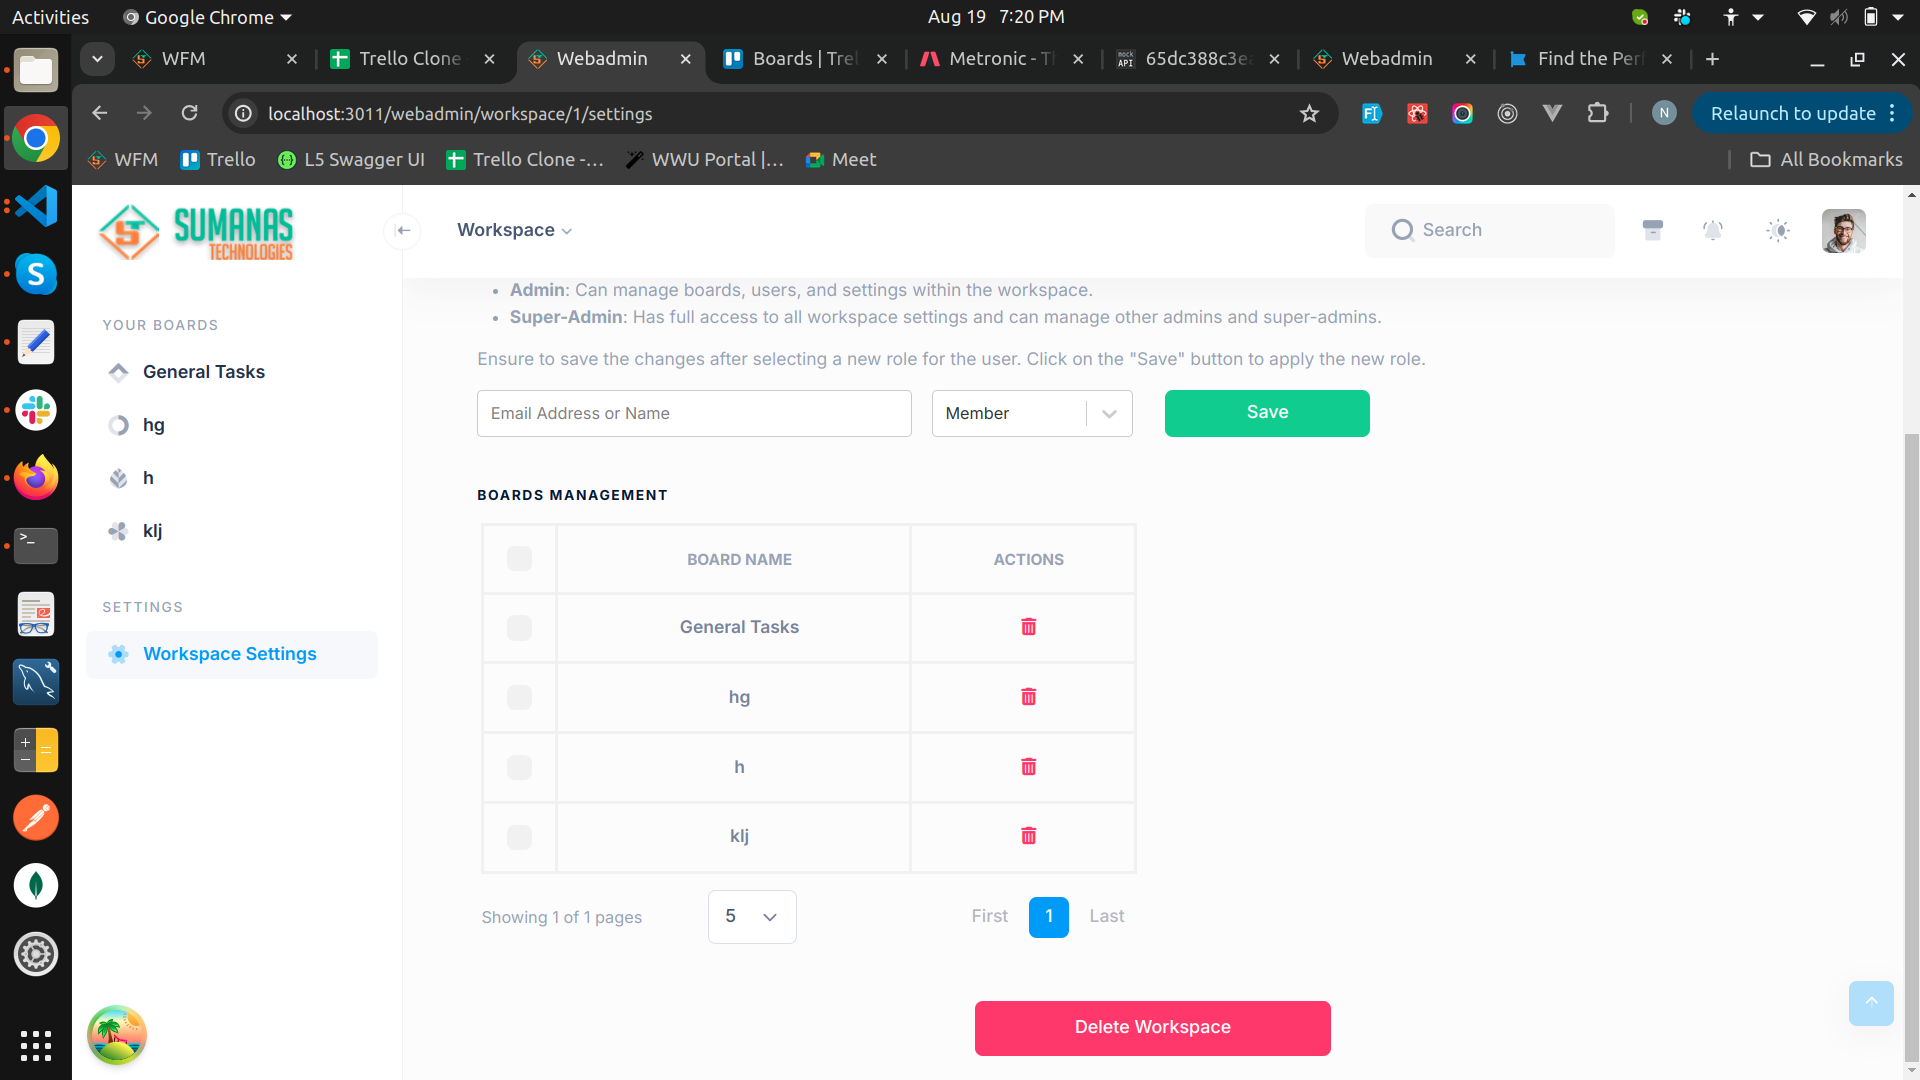 Activities
Google Chrome
Aug 19 7:20 PM
WFM
Trello Clone
Webadmin
Boards | Trel
Metronic - Th
65dc388c3ea
Webadmin
Find the Perf
localhost:3011/webadmin/workspace/1/settings
N
Relaunch to update
WFM
Trello
L5 Swagger UI
Trello Clone -...
WWU Portal |...
Meet
All Bookmarks
SUMANAS
TECHNOLOGIES
Workspace
Search
YOUR BOARDS
General Tasks
hg
h
klj
SETTINGS
Workspace Settings
• Admin: Can manage boards, users, and settings within the workspace.
• Super-Admin: Has full access to all workspace settings and can manage other admins and super-admins.
Ensure to save the changes after selecting a new role for the user. Click on the "Save" button to apply the new role.
Email Address or Name
Member
Save
BOARDS MANAGEMENT
BOARD NAME
ACTIONS
General Tasks
hg
h
klj
Showing 1 of 1 pages
5
First
1
Last
Delete Workspace